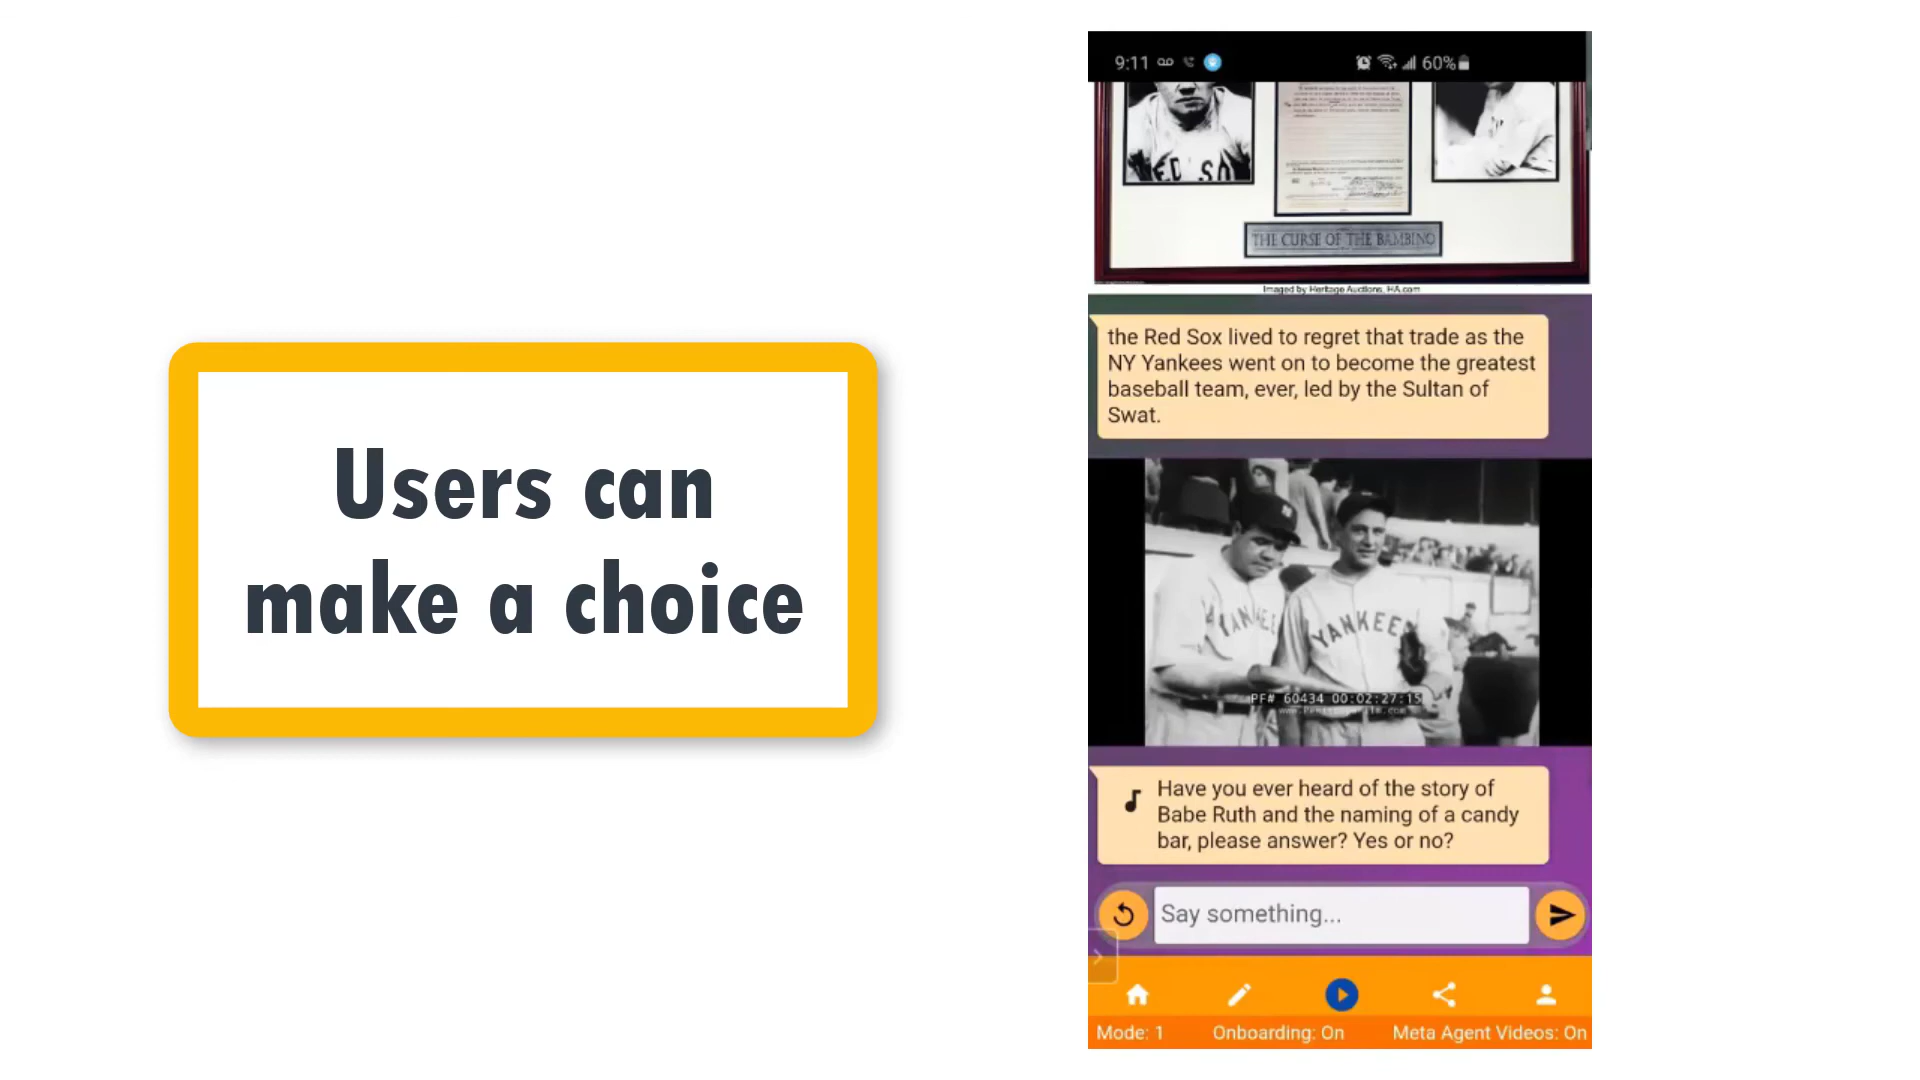 Users can
make a choice
9:11
60%
ED SO
THE CURSE OF THE BAMBINO
Imaged by Heritage Auctions, HA.com
the Red Sox lived to regret that trade as the
NY Yankees went on to become the greatest
baseball team, ever, led by the Sultan of
Swat.
YANKEE
PF# 60434 00:02:27:15
Have you ever heard of the story of
Babe Ruth and the naming of a candy
bar, please answer? Yes or no?
Say something...
Mode: 1 Onboarding: On Meta Agent Videos: On